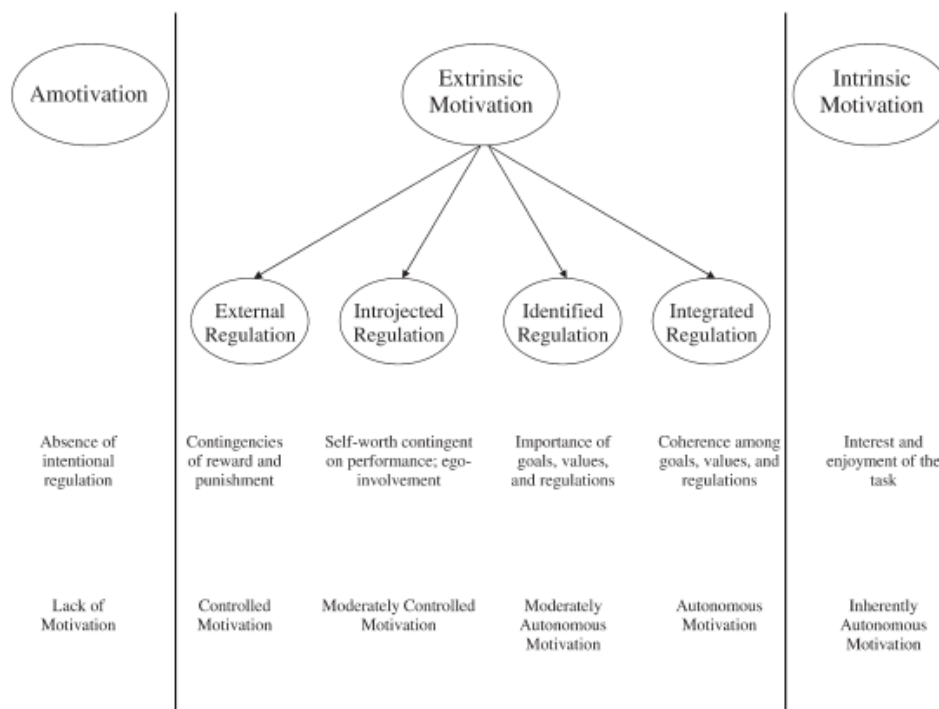 Amotivation
Extrinsic
Motivation
Intrinsic
Motivation
External
Regulation
Introjected
Regulation
Identified
Regulation
Integrated
Regulation
Absence of
intentional
regulation
Contingencies
of reward and
punishment
Self-worth contingent
on performance; ego-
involvement
Importance of
goals, values,
and regulations
Coherence among
goals, values, and
regulations
Interest and
enjoyment of the
task
Lack of
Motivation
Controlled
Motivation
Moderately Controlled
Motivation
Moderately
Autonomous
Motivation
Autonomous
Motivation
Inherently
Autonomous
Motivation